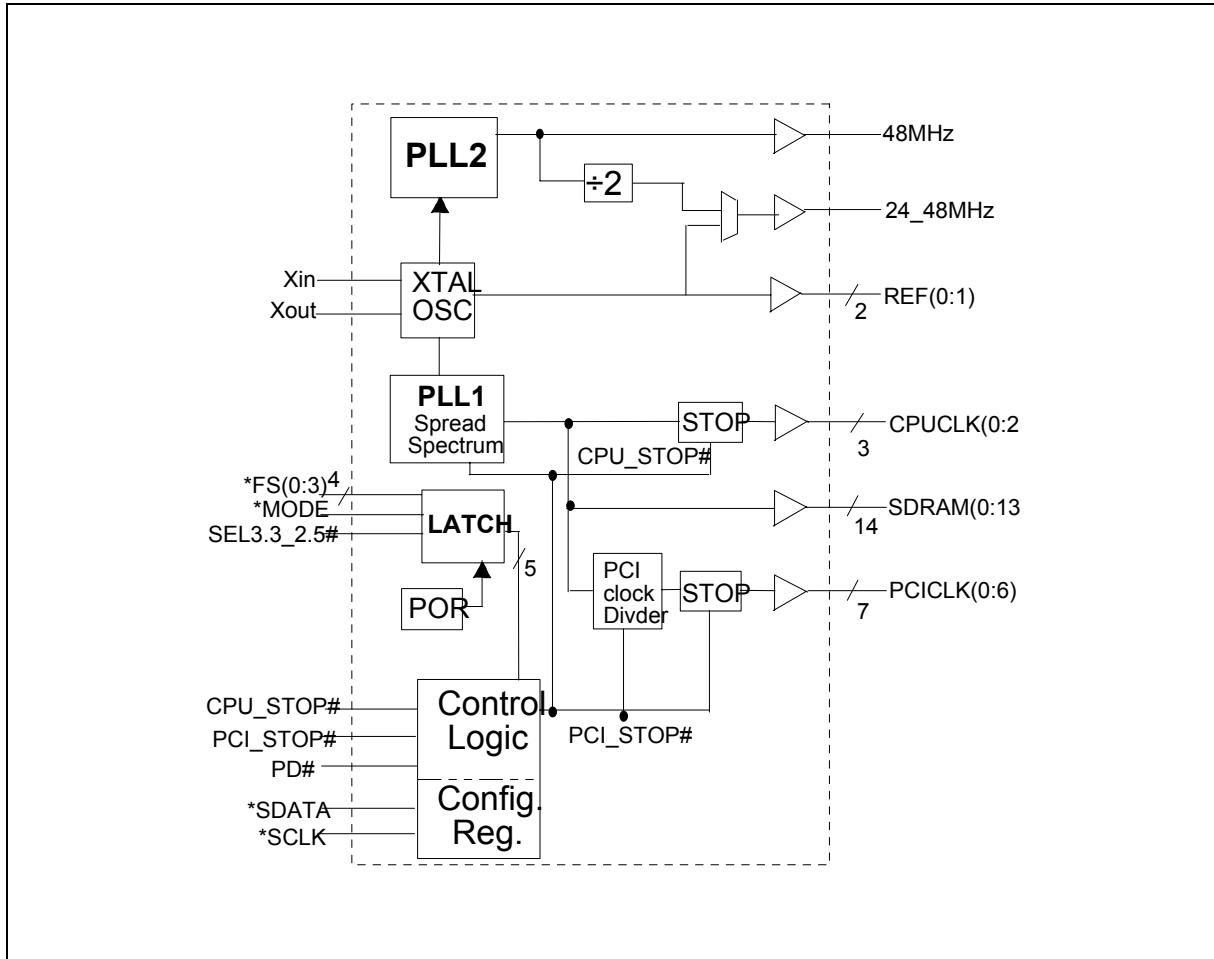 PLL2
48MHz
÷2
24_48MHz
Xin
Xout
XTAL
OSC
REF(0:1)
2
PLL1
Spread
Spectrum
STOP
CPUCLK(0:2
3
CPU_STOP#
*FS(0:3)
4
*MODE
SEL3.3_2.5#
LATCH
5
SDRAM(0:13
14
POR
PCI
clock
Divder
STOP
PCICLK(0:6)
7
CPU_STOP#
PCI_STOP#
PD#
*SDATA
*SCLK
Control
Logic
Config.
Reg.
PCI_STOP#